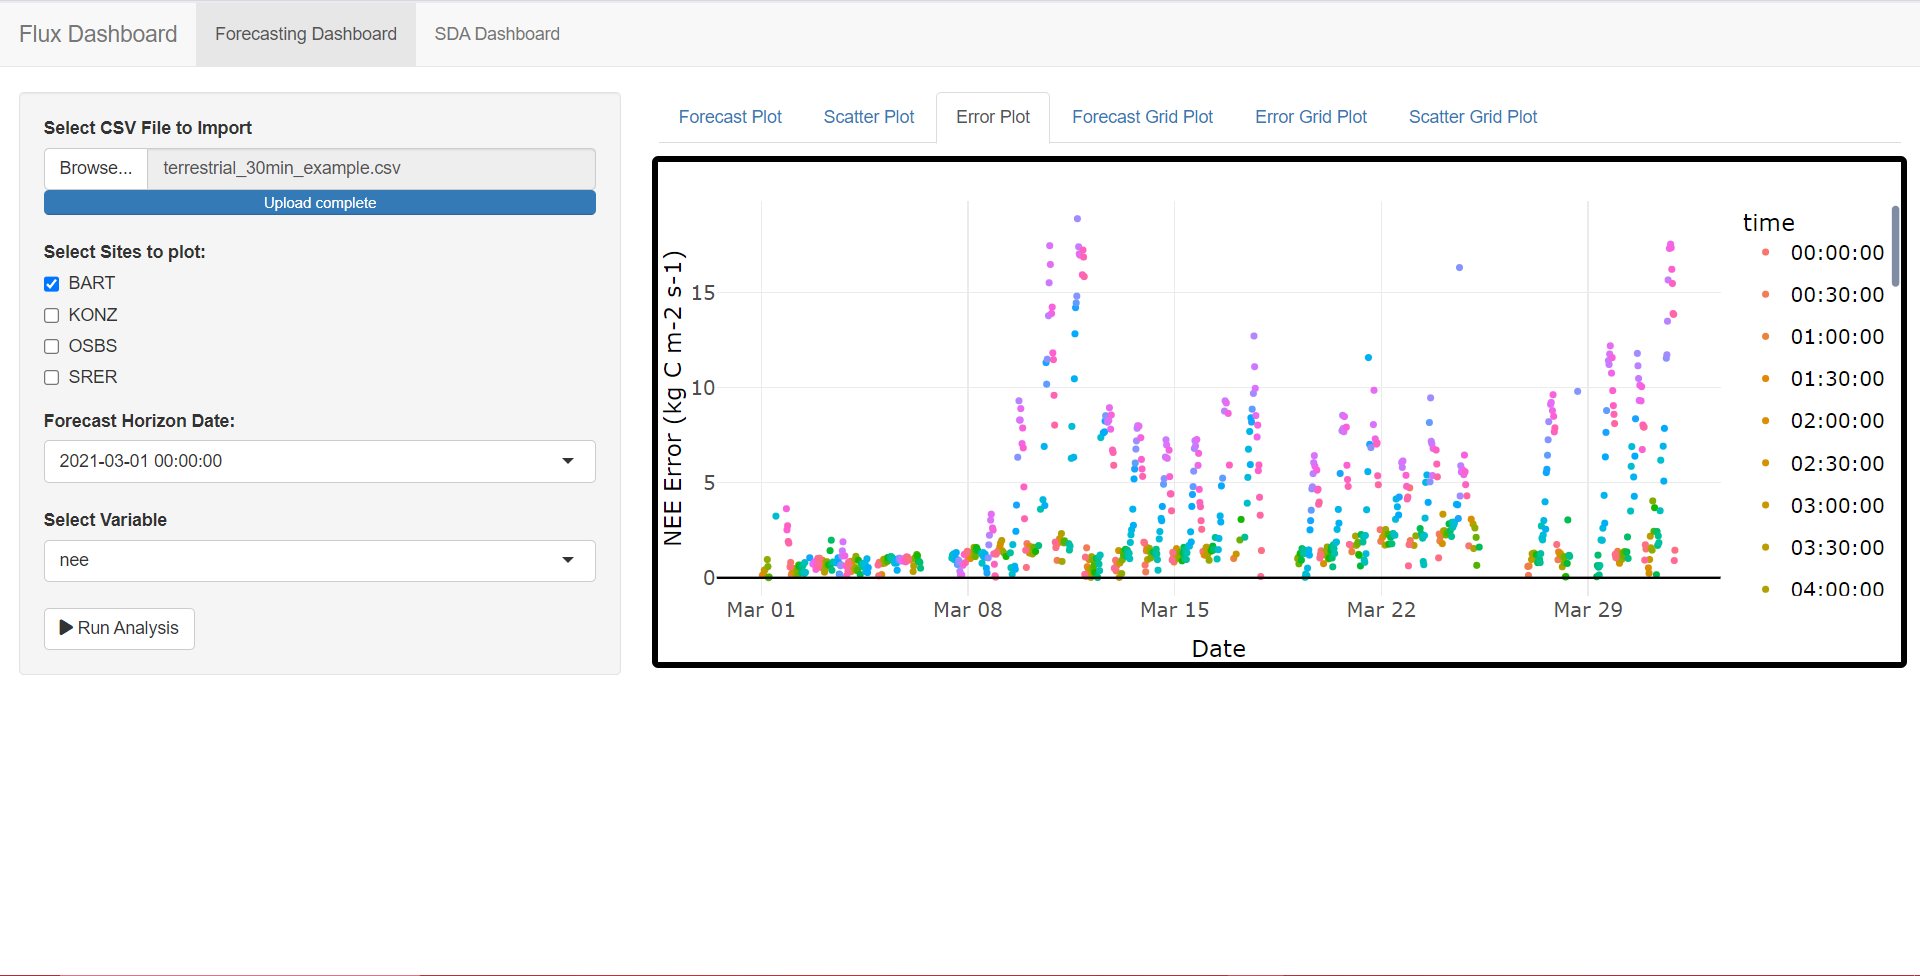 Flux Dashboard
Forecasting Dashboard
SDA Dashboard
Select CSV File to Import
Browse...
terrestrial_30min_example.csv
Upload complete
Select Sites to plot:
BART
KONZ
OSBS
SRER
Forecast Horizon Date:
2021-03-01 00:00:00
Select Variable
nee
Run Analysis
Forecast Plot
Scatter Plot
Error Plot
Forecast Grid Plot
Error Grid Plot
Scatter Grid Plot
NEE Error (kg C m-2 s-1)
15
10
5
0
Mar 01
Mar 08
Mar 15
Mar 22
Mar 29
Date
time
00:00:00
00:30:00
01:00:00
01:30:00
02:00:00
02:30:00
03:00:00
03:30:00
04:00:00